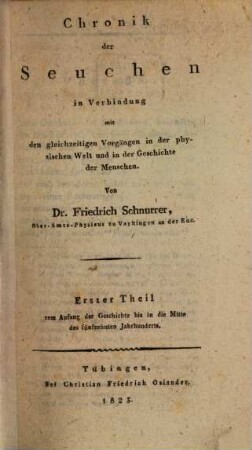 Chronik
der
Seuchen
in Verbindung
mit
den gleichzeitigen Vorgängen in der phy-
sischen Welt und in der Geschichte
der Menschen.
Von
Dr. Friedrich Schnurrer,
Ober-Amts-Physicus zu Vayhingen an der Enz.
Erster Theil
vom Anfang der Geschichte bis in die Mitte
des fünfzehnten Jahrhunderts.
Tübingen,
Bei Christian Friedrich Osiander.
1823.